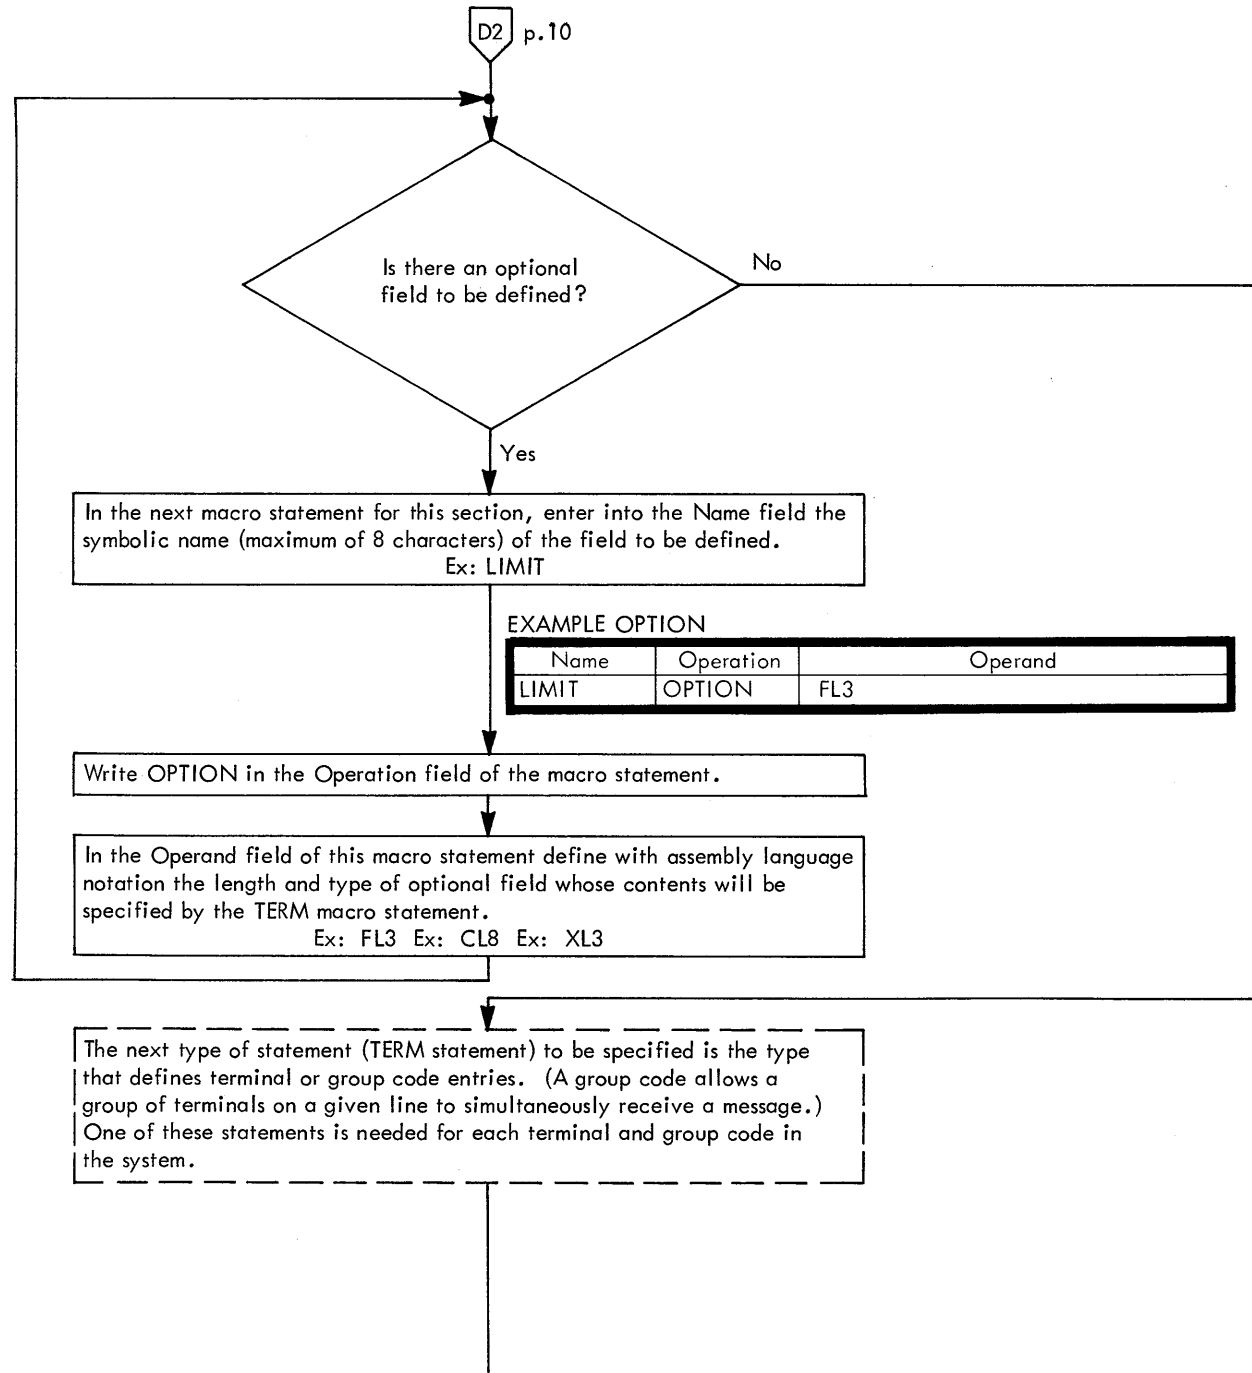 D2 p.10
Is there an optional
field to be defined?
No
Yes
In the next macro statement for this section, enter into the Name field the
symbolic name (maximum of 8 characters) of the field to be defined.
Ex: LIMIT
EXAMPLE OPTION
Name Operation Operand
LIMIT OPTION FL3
Write OPTION in the Operation field of the macro statement.
In the Operand field of this macro statement define with assembly language
notation the length and type of optional field whose contents will be
specified by the TERM macro statement.
Ex: FL3 Ex: CL8 Ex: XL3
The next type of statement (TERM statement) to be specified is the type
that defines terminal or group code entries. (A group code allows a
group of terminals on a given line to simultaneously receive a message.)
One of these statements is needed for each terminal and group code in
the system.